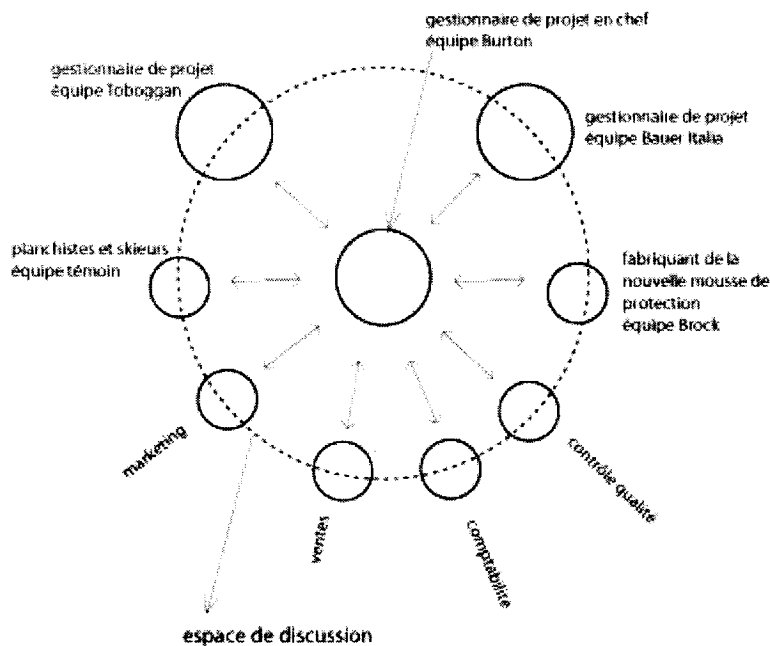 gestionnaire de projet en chef
équipe Burton
gestionnaire de projet
équipe Toboggan
gestionnaire de projet
équipe Bauer Italia
planchistes et skieurs
équipe témoin
fabriquant de la
nouvelle mousse de
protection
équipe Brock
marketing
ventes
comptabilité
contrôle qualité
espace de discussion